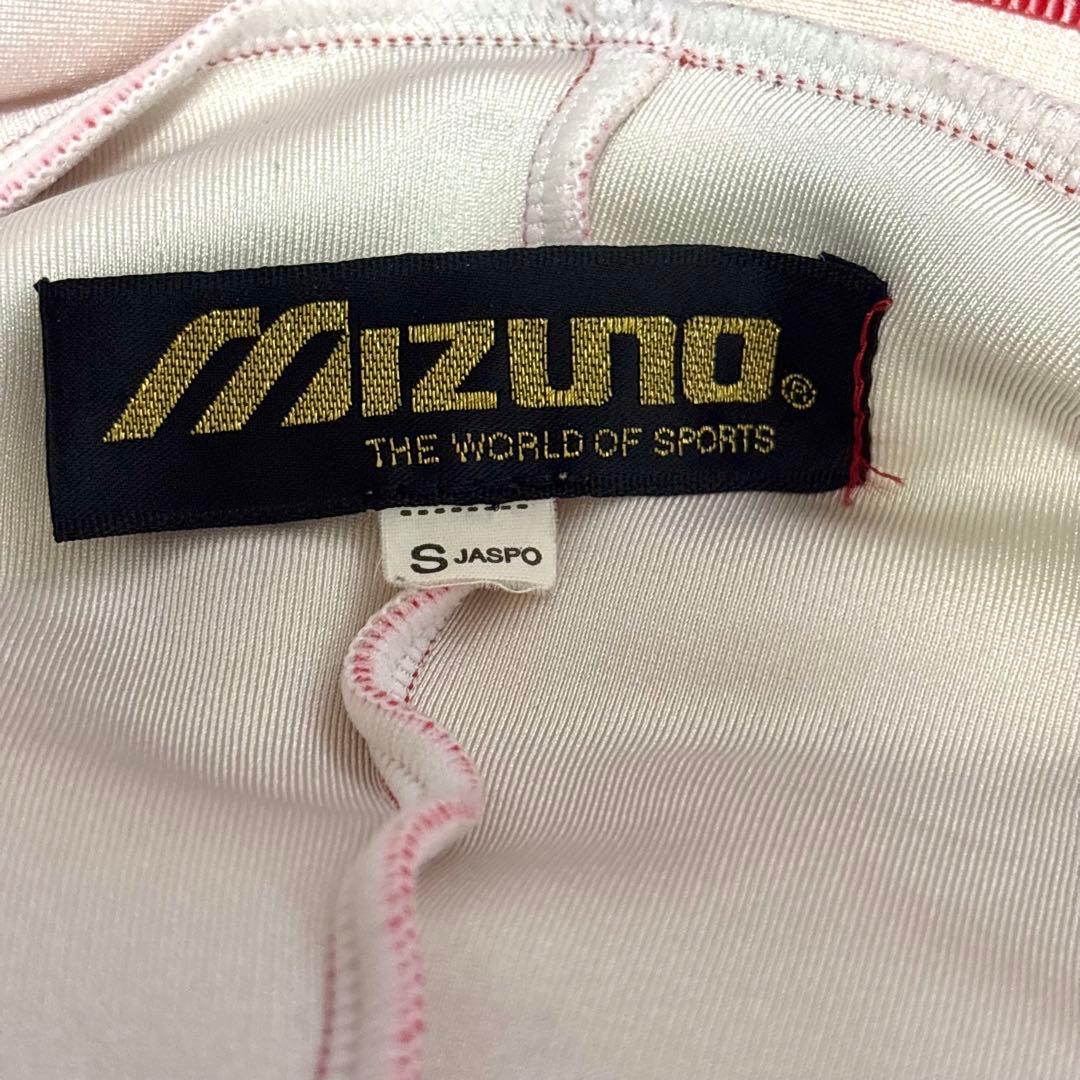 MIZUNO®
THE WORLD OF SPORTS
S JASPO